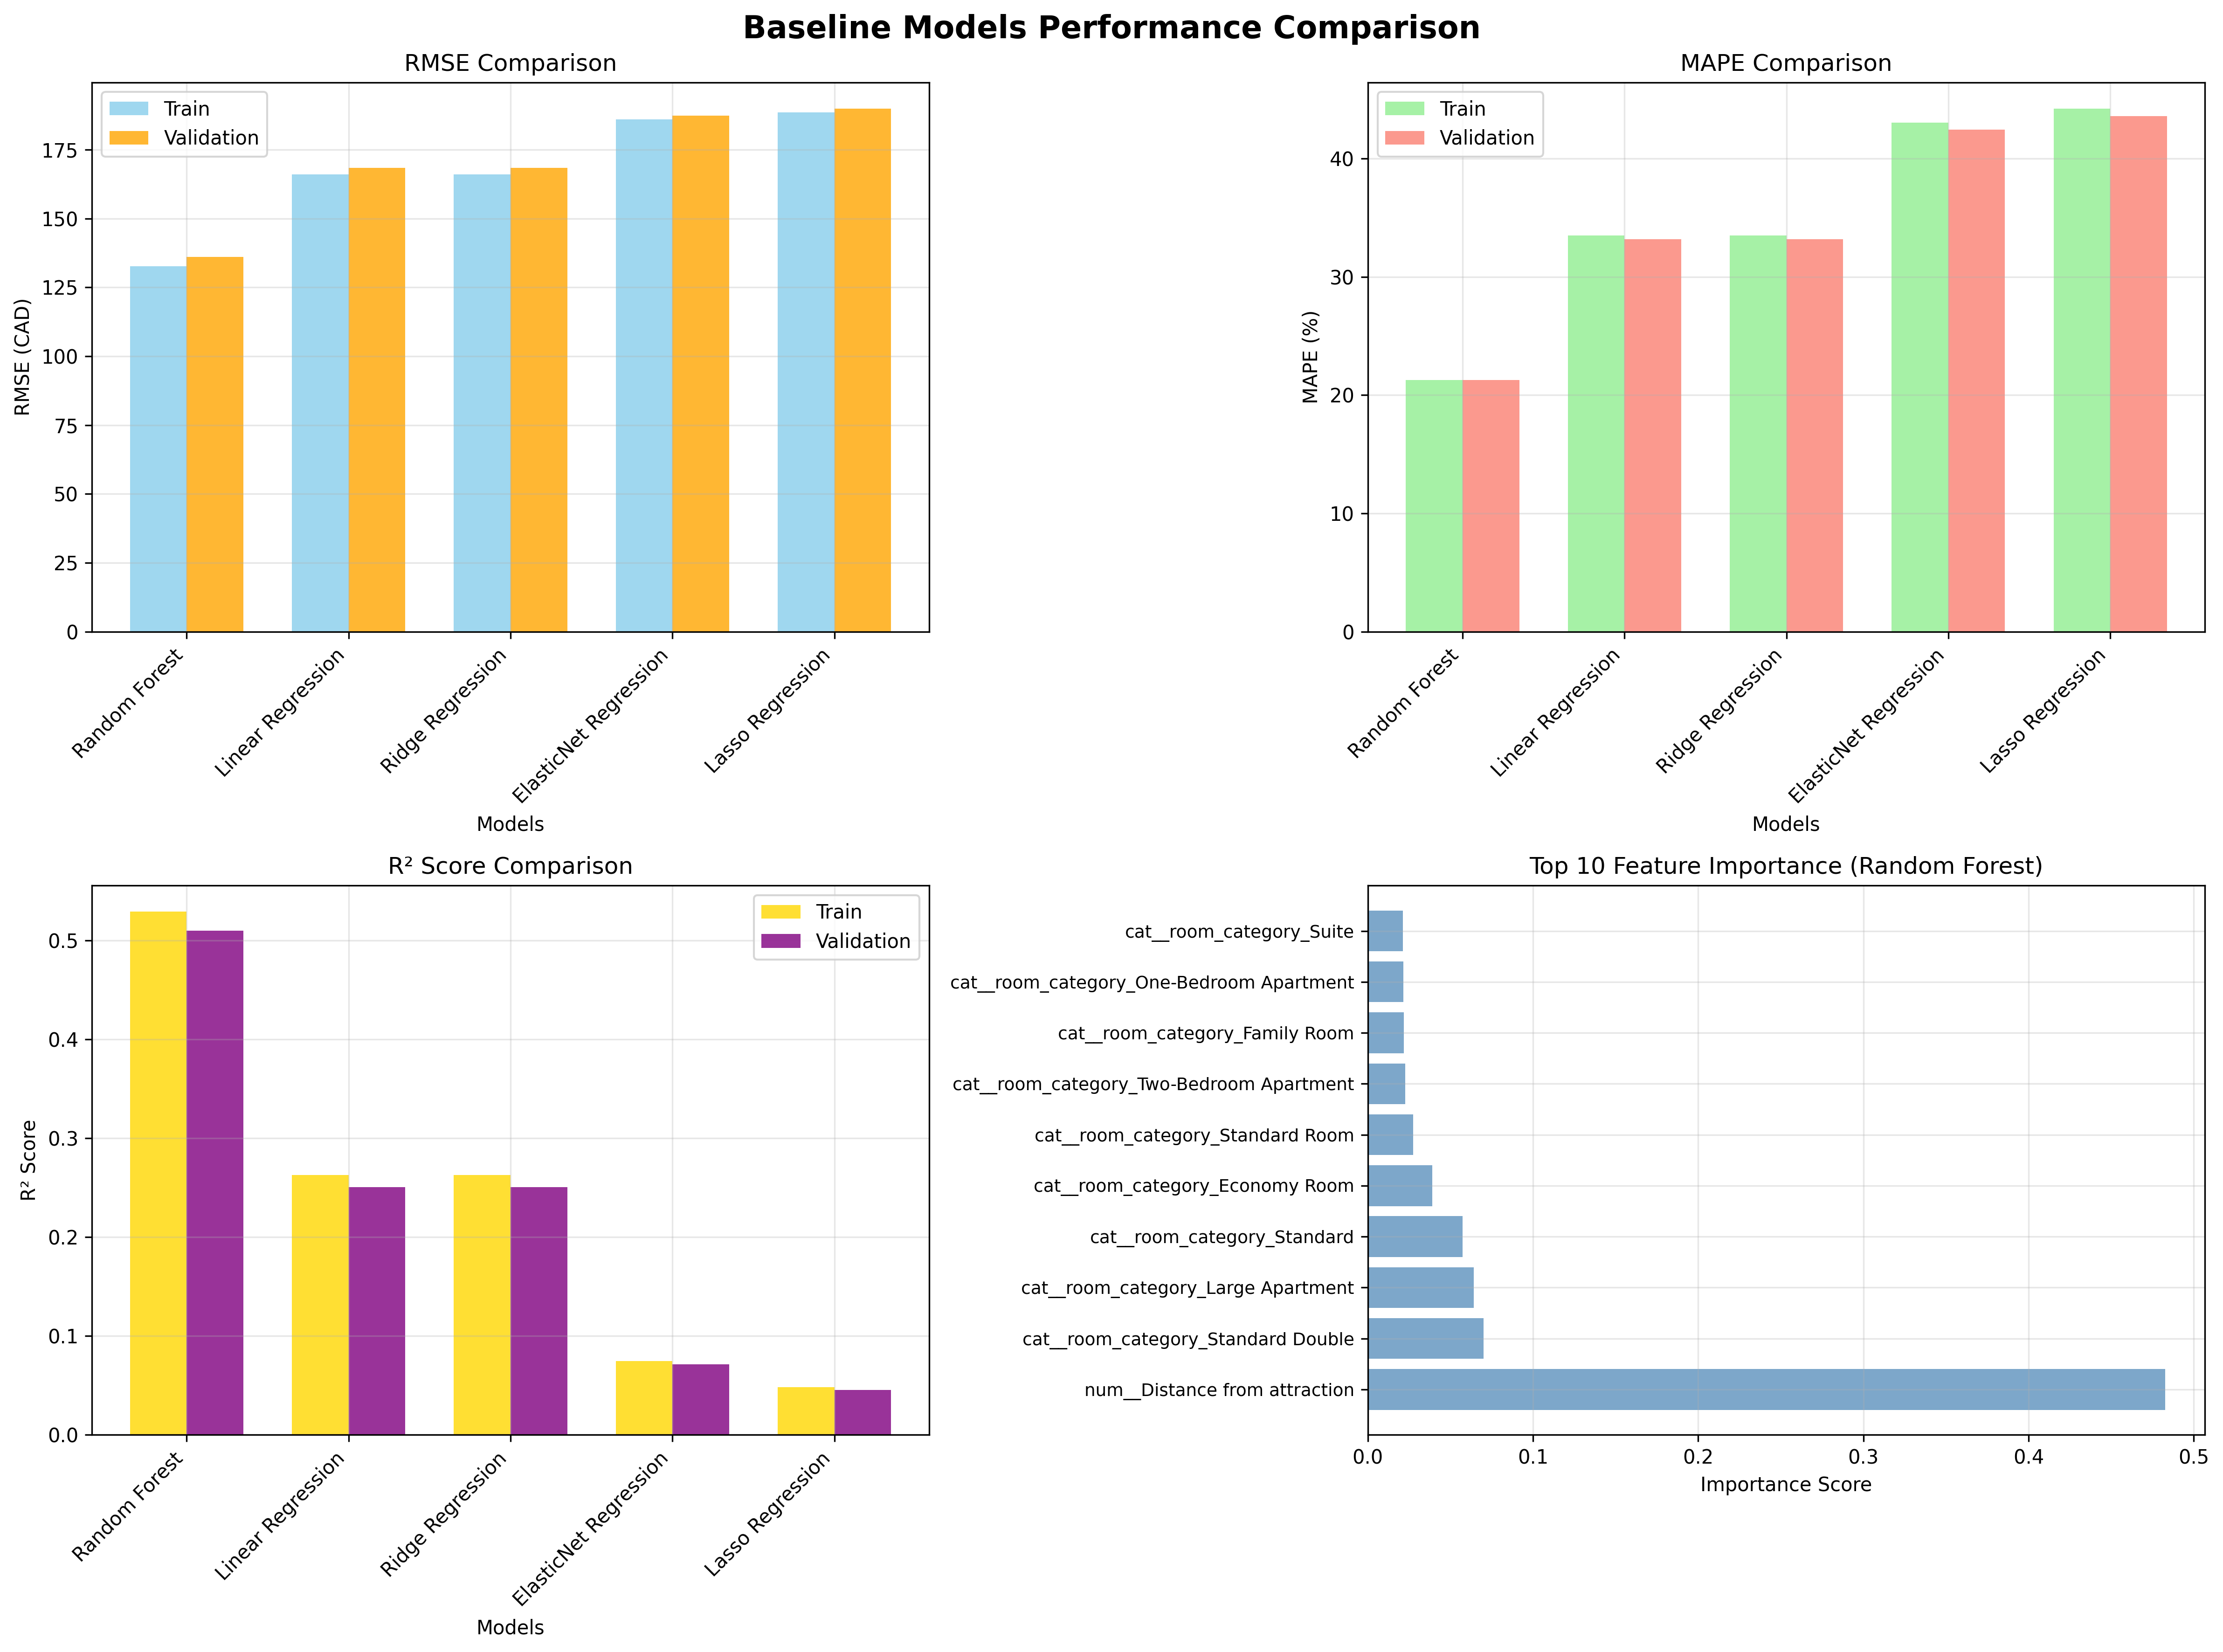 Baseline Models Performance Comparison
RMSE Comparison
Train
Validation
175
150
125
100
75
50
25
0
RMSE (CAD)
Random Forest
Linear Regression
Ridge Regression
ElasticNet Regression
Lasso Regression
Models
MAPE Comparison
Train
Validation
40
30
20
10
0
MAPE (%)
Random Forest
Linear Regression
Ridge Regression
ElasticNet Regression
Lasso Regression
Models
R² Score Comparison
Train
Validation
0.5
0.4
0.3
0.2
0.1
0.0
R² Score
Random Forest
Linear Regression
Ridge Regression
ElasticNet Regression
Lasso Regression
Models
Top 10 Feature Importance (Random Forest)
cat__room_category_Suite
cat__room_category_One-Bedroom Apartment
cat__room_category_Family Room
cat__room_category_Two-Bedroom Apartment
cat__room_category_Standard Room
cat__room_category_Economy Room
cat__room_category_Standard
cat__room_category_Large Apartment
cat__room_category_Standard Double
num__Distance from attraction
0.0 0.1 0.2 0.3 0.4 0.5
Importance Score